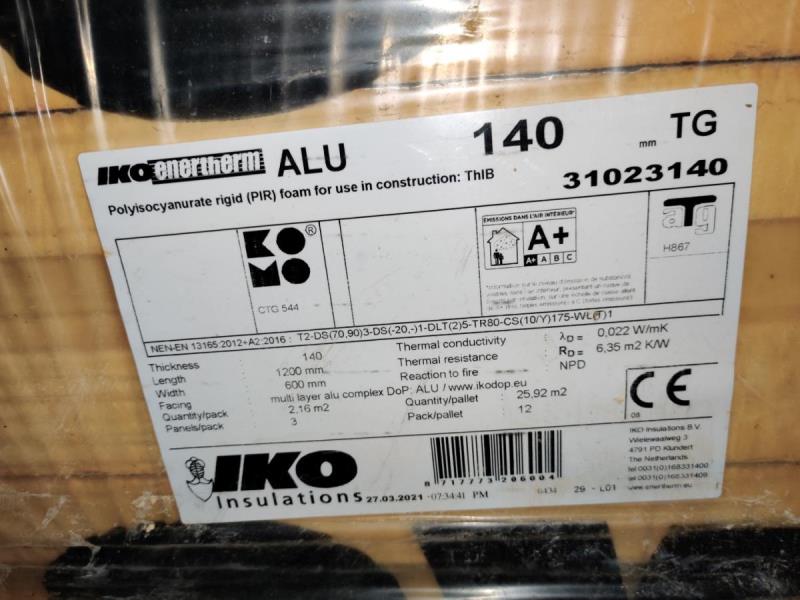 IKO enertherm ALU 140 mm TG
Polyisocyanurate rigid (PIR) foam for use in construction: ThIB 31023140
KOMO®
CTG 544
ÉMISSIONS DANS L'AIR INTÉRIEUR*
A+
A+ A B C
atg
H867
NEN-EN 13165:2012+A2:2016 : T2-DS(70,90)3-DS(-20,-)1-DLT(2)5-TR80-CS(10/Y)175-WL(T)1
Thickness 140 Thermal conductivity λD = 0,022 W/mK
Length 1200 mm Thermal resistance RD = 6,35 m2 K/W
Width 600 mm Reaction to fire NPD
Facing multi layer alu complex DoP: ALU / www.ikodop.eu
Quantity/pack 2,16 m2 Quantity/pallet 25,92 m2
Panels/pack 3 Pack/pallet 12
CE
08
IKO Insulations B.V.
Wielewaalweg 3
4791 PD Klundert
The Netherlands
tel 0031(0)168331400
0031(0)168331409
www.enertherm.eu
IKO
Insulations
27.03.2021 -07:34:41 PM
8 717773 206004
6434 29 - L01